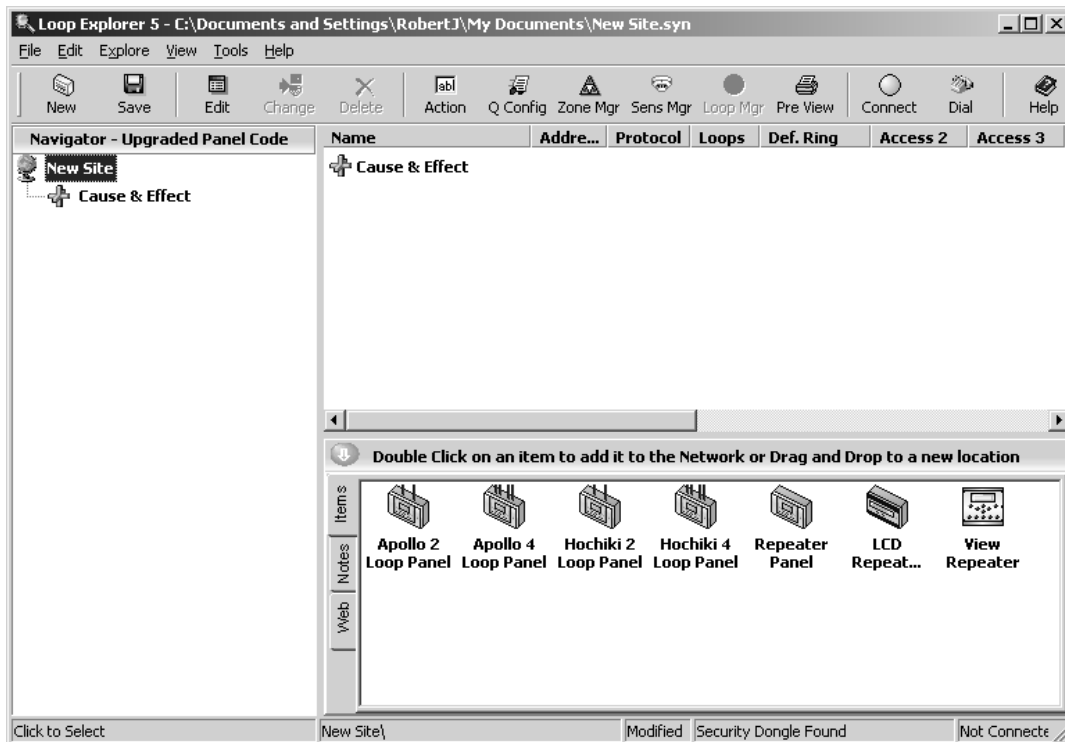 Loop Explorer 5 - C:\Documents and Settings\RobertJ\My Documents\New Site.syn
File Edit Explore View Tools Help
New Save Edit Change Delete Action Q Config Zone Mgr Sens Mgr Loop Mgr Pre View Connect Dial Help
Navigator - Upgraded Panel Code
New Site
Cause & Effect
Name Addre... Protocol Loops Def. Ring Access 2 Access 3
Cause & Effect
Double Click on an item to add it to the Network or Drag and Drop to a new location
Items
Notes
Web
Apollo 2 Loop Panel
Apollo 4 Loop Panel
Hochiki 2 Loop Panel
Hochiki 4 Loop Panel
Repeater Panel
LCD Repeat...
View Repeater
Click to Select New Site\ Modified Security Dongle Found Not Connecte